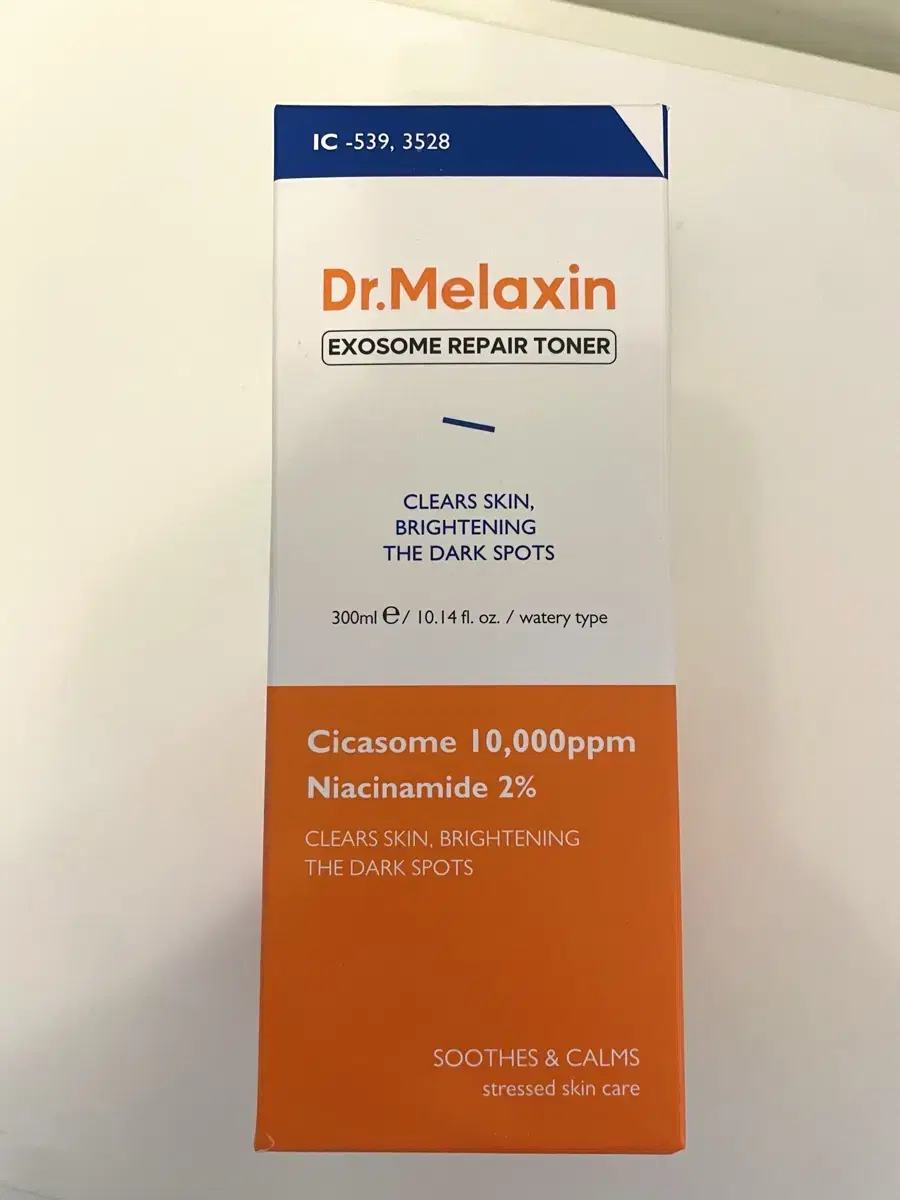 IC -539, 3528
Dr.Melaxin
EXOSOME REPAIR TONER
CLEARS SKIN,
BRIGHTENING
THE DARK SPOTS
300ml ℮/ 10.14 fl. oz. / watery type
Cicasome 10,000ppm
Niacinamide 2%
CLEARS SKIN, BRIGHTENING
THE DARK SPOTS
SOOTHES & CALMS
stressed skin care